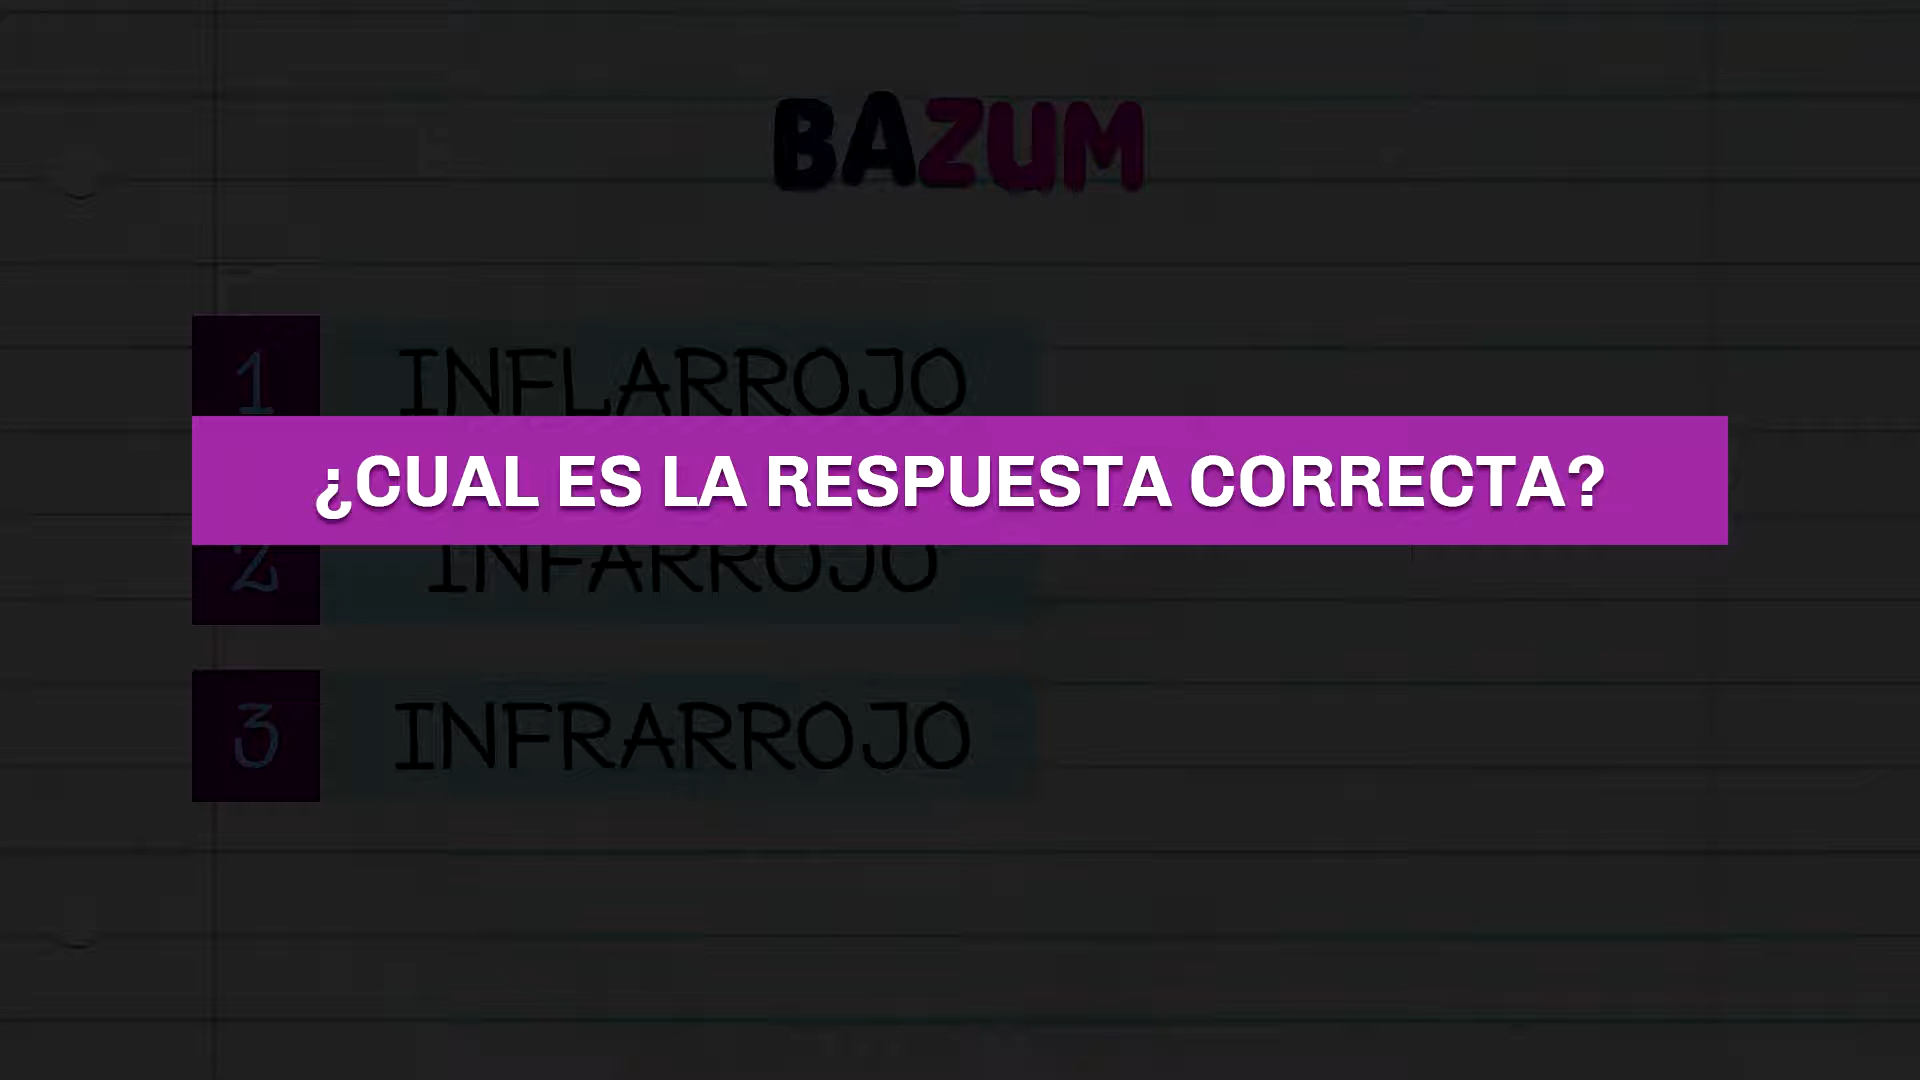 BAZUM
1 INFLARROJO
¿CUAL ES LA RESPUESTA CORRECTA?
2 INFARROJO
3 INFRARROJO